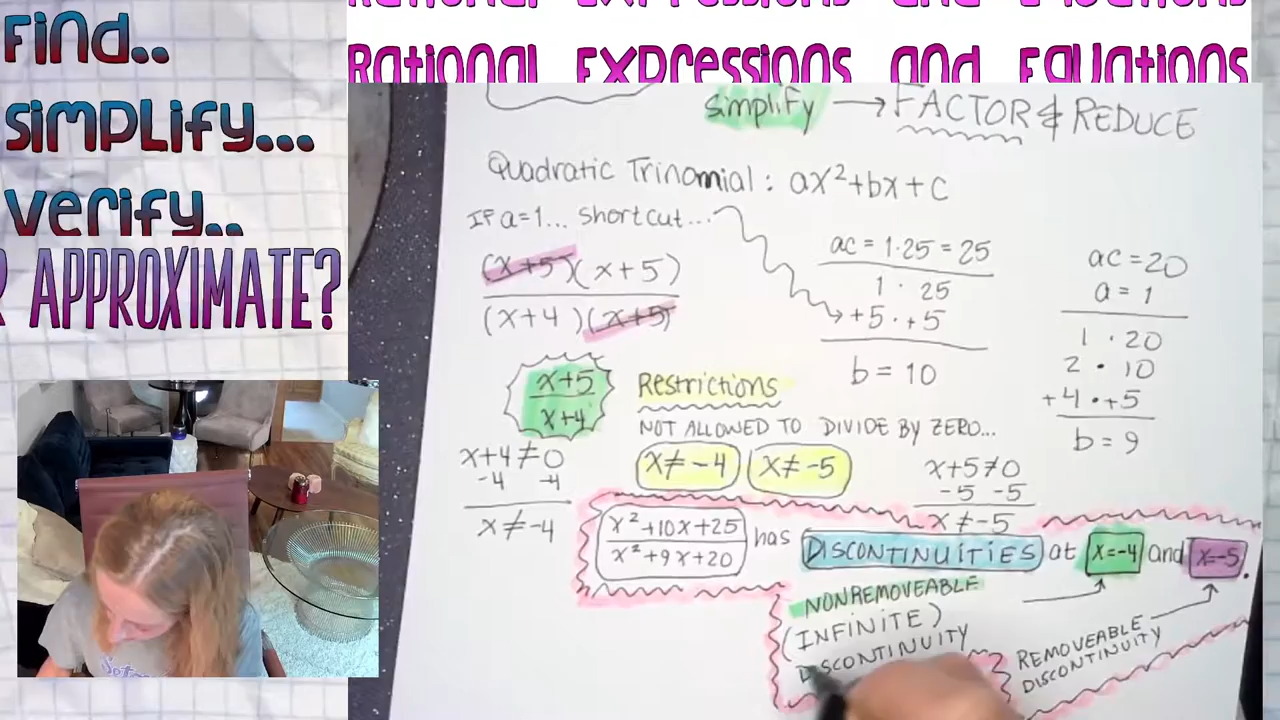 Find..
simplify...
verify..
R APPROXIMATE?
Rational Expressions and Equations
Rational Expressions and Equations
simplify → FACTOR & REDUCE
Quadratic Trinomial : ax²+bx+c
IF a=1... shortcut...
(x+5)(x+5)
(x+4)(x+5)
ac = 1·25 = 25
1 · 25
+5 · +5
b = 10
ac = 20
a = 1
1 · 20
2 · 10
+4 · +5
b = 9
x+5
x+4
Restrictions
NOT ALLOWED TO DIVIDE BY ZERO...
x≠-4 x≠-5
x+4≠0
-4 -4
x≠-4
x+5≠0
-5 -5
x≠-5
x²+10x+25
x²+9x+20
has DISCONTINUITIES at x=-4 and x=-5.
NONREMOVEABLE
(INFINITE)
DISCONTINUITY
REMOVEABLE
DISCONTINUITY